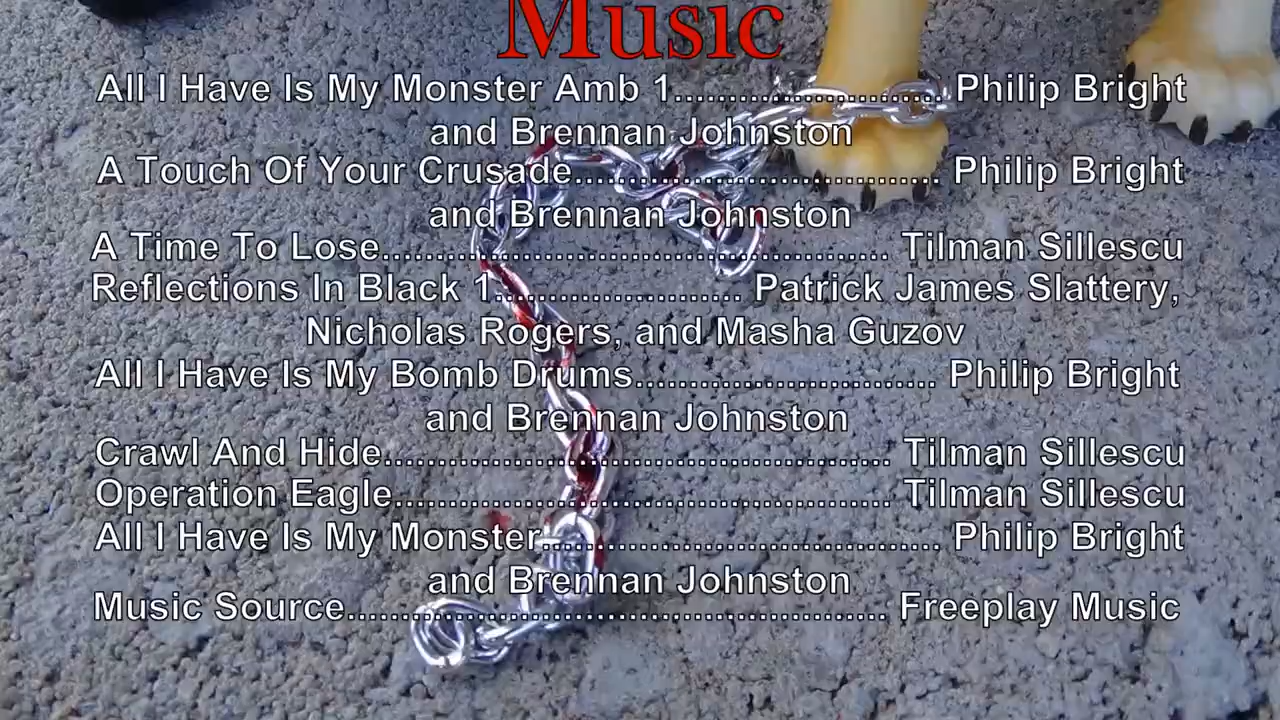 Music
All I Have Is My Monster Amb 1......................... Philip Bright
and Brennan Johnston
A Touch Of Your Crusade.................................. Philip Bright
and Brennan Johnston
A Time To Lose............................................... Tilman Sillescu
Reflections In Black 1....................... Patrick James Slattery,
Nicholas Rogers, and Masha Guzov
All I Have Is My Bomb Drums............................ Philip Bright
and Brennan Johnston
Crawl And Hide............................................... Tilman Sillescu
Operation Eagle.............................................. Tilman Sillescu
All I Have Is My Monster..................................... Philip Bright
and Brennan Johnston
Music Source.................................................. Freeplay Music